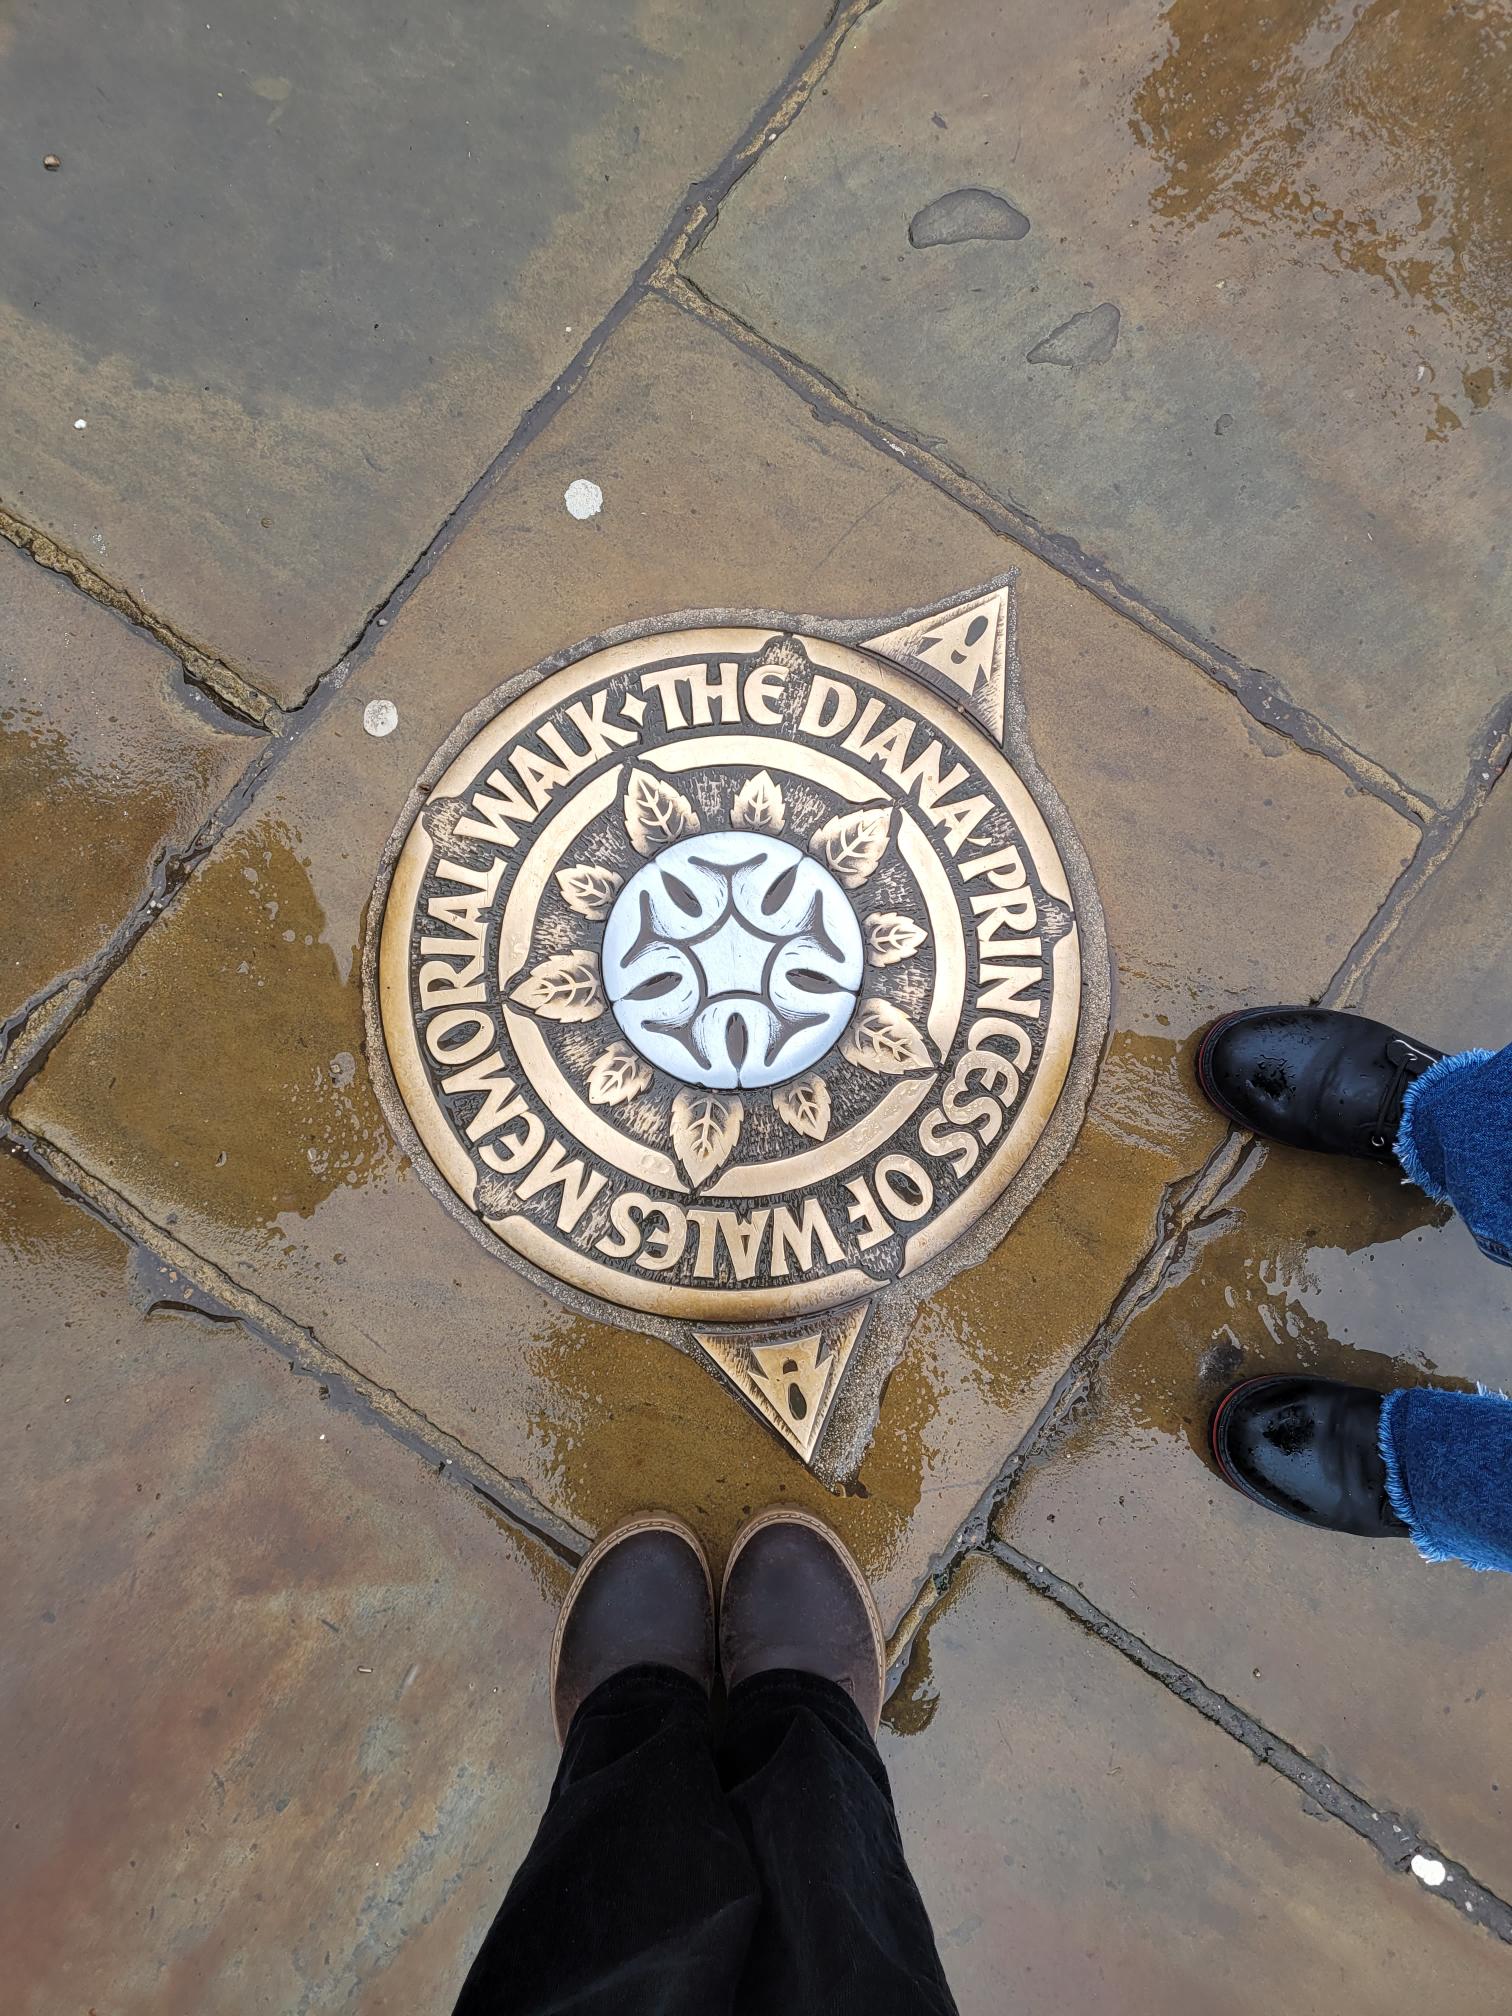 THE DIANA · PRINCESS OF WALES MEMORIAL WALK ·